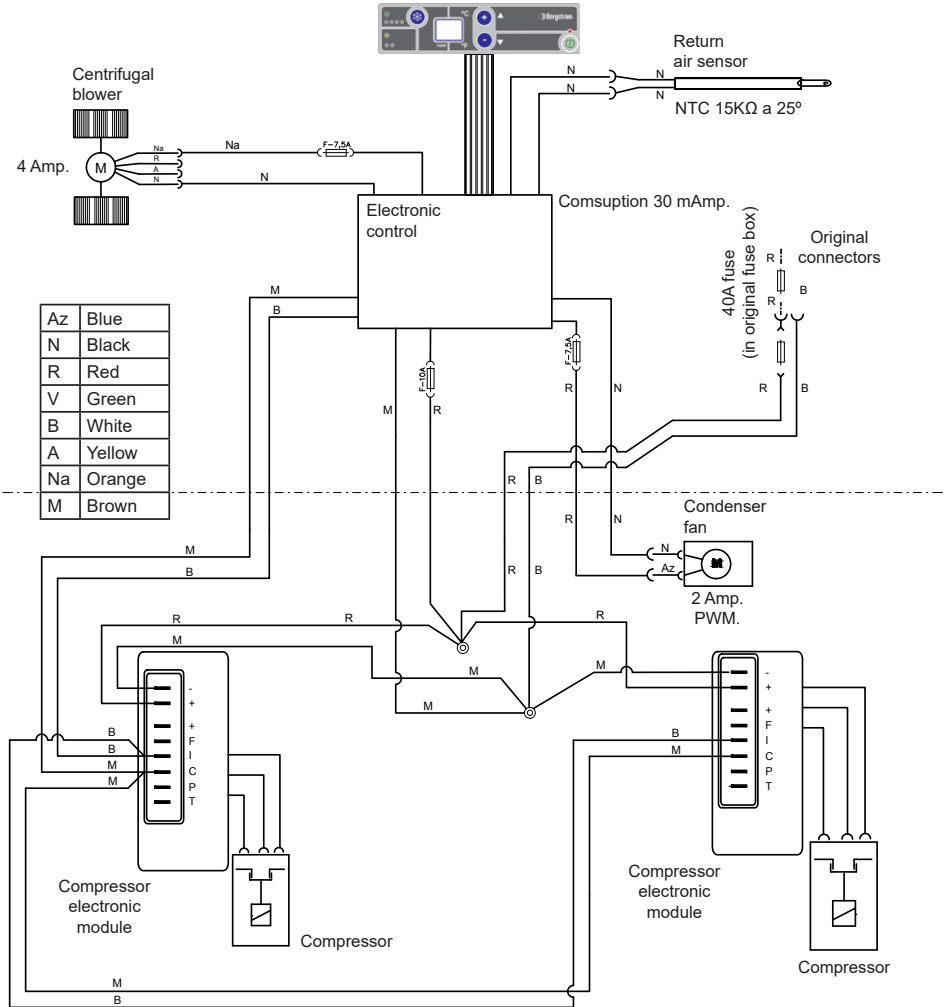 °C
Bergstrom
°F
Return
air sensor
N
N
N
N
NTC 15KΩ a 25º
Centrifugal
blower
4 Amp.
M
Na
R
A
N
Na
F-7,5A
N
Electronic
control
Comsuption 30 mAmp.
40A fuse
(in original fuse box)
Original
connectors
R
R
B
R
B
M
B
Az Blue
N Black
R Red
V Green
B White
A Yellow
Na Orange
M Brown
F-10A
F-7,5A
M
R
R
N
R
B
R
N
R
B
Condenser
fan
N
Az
M
2 Amp.
PWM.
M
B
R
R
R
M
M
M
M
-
+
+
F
I
C
P
T
B
B
M
M
-
+
+
F
I
C
P
T
B
M
Compressor
electronic
module
Compressor
Compressor
electronic
module
Compressor
M
B